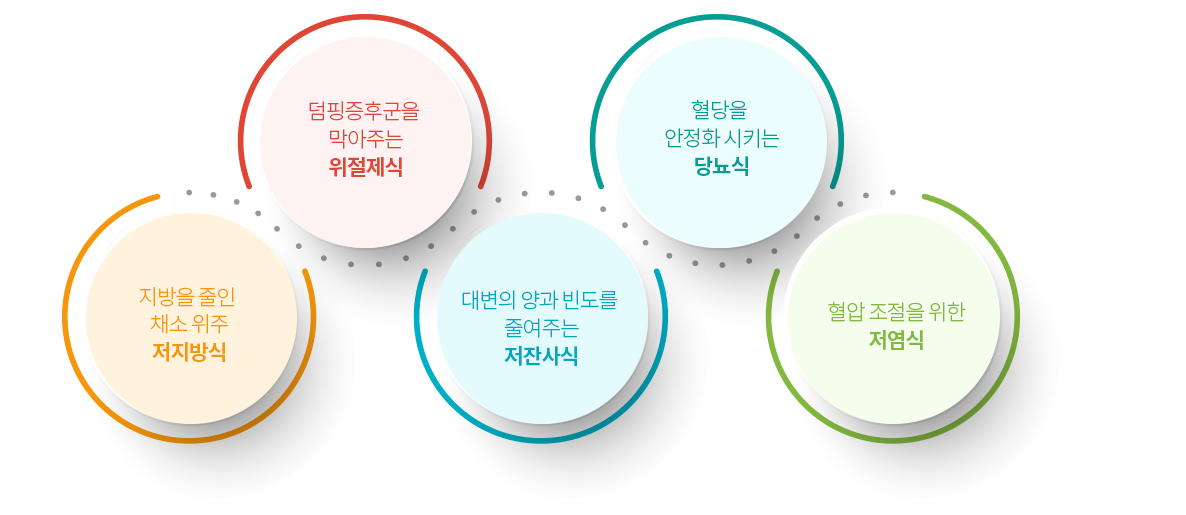 덤핑증후군을
막아주는
위절제식
혈당을
안정화 시키는
당뇨식
지방을 줄인
채소 위주
저지방식
대변의 양과 빈도를
줄여주는
저잔사식
혈압 조절을 위한
저염식